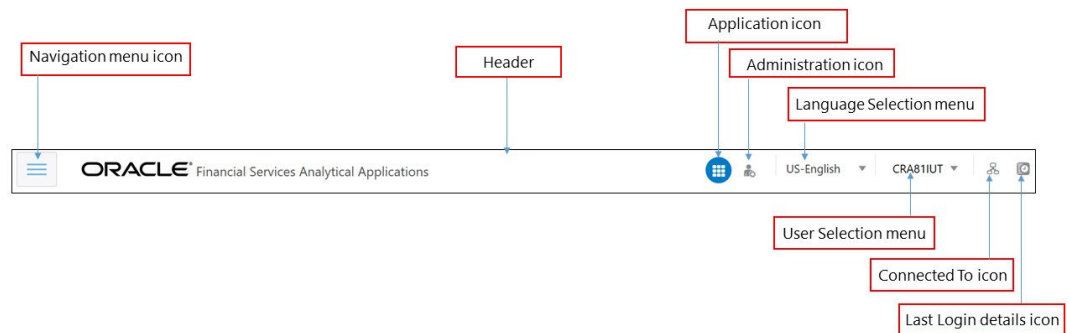 Application icon
Navigation menu icon
Header
Administration icon
Language Selection menu
ORACLE® Financial Services Analytical Applications
US-English
CRA81IUT
User Selection menu
Connected To icon
Last Login details icon